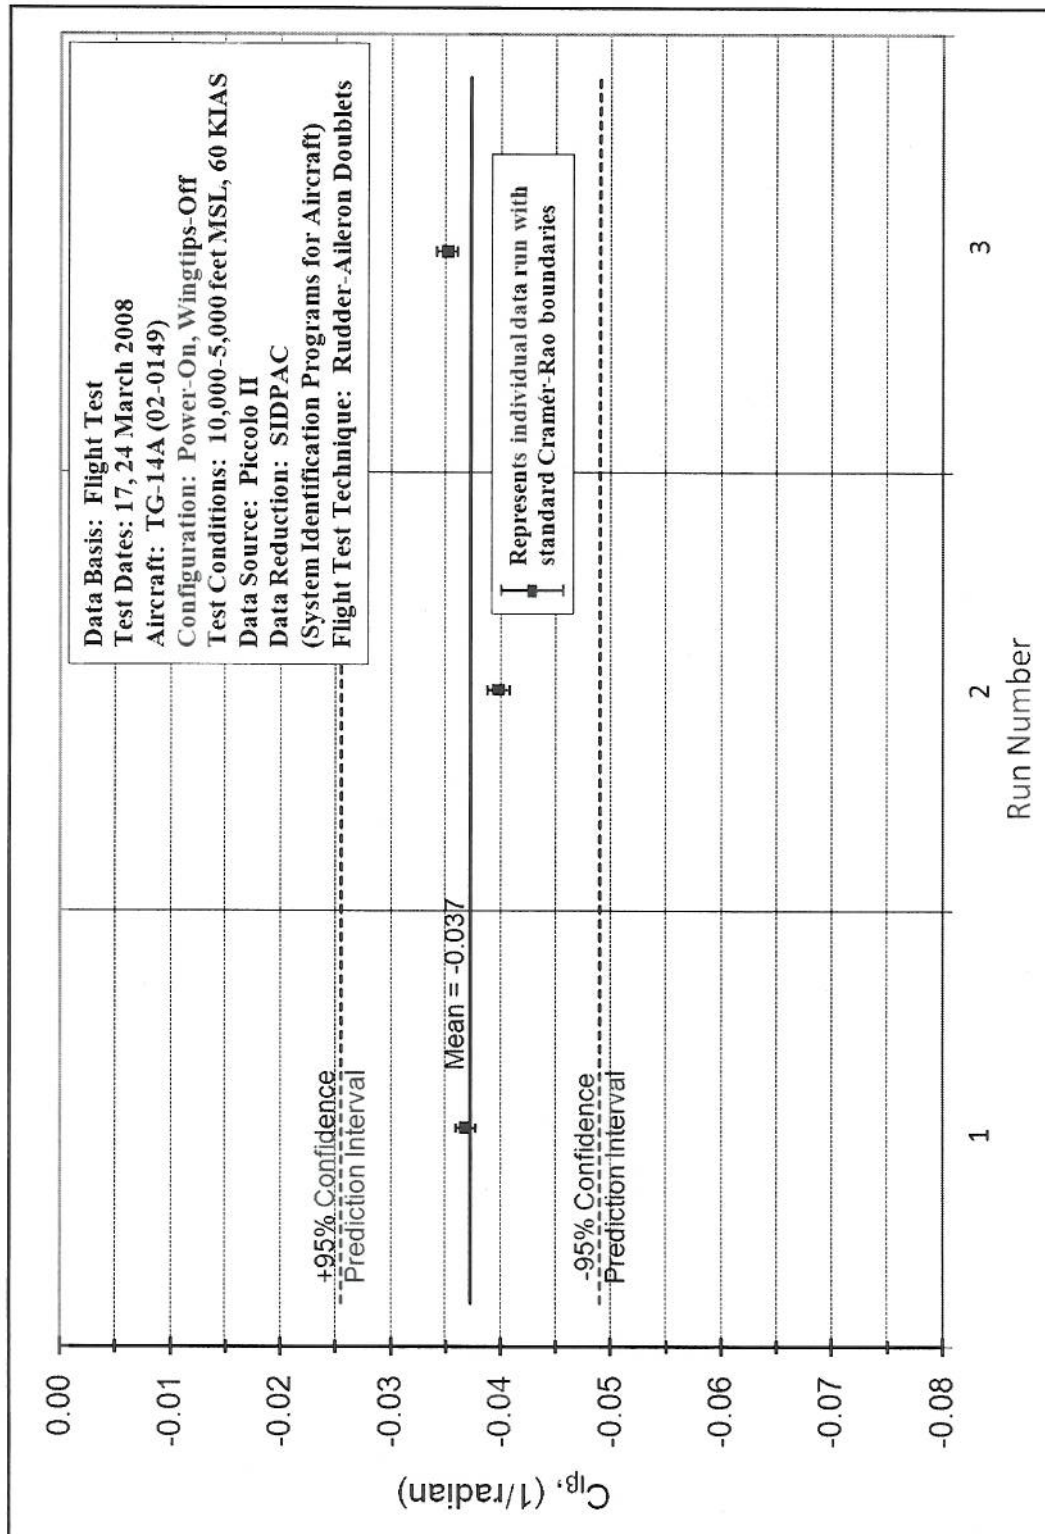 Data Basis: Flight Test
Test Dates: 17, 24 March 2008
Aircraft: TG-14A (02-0149)
Configuration: Power-On, Wingtips-Off
Test Conditions: 10,000-5,000 feet MSL, 60 KIAS
Data Source: Piccolo II
Data Reduction: SIDPAC
(System Identification Programs for Aircraft)
Flight Test Technique: Rudder-Aileron Doublets
+95% Confidence
Prediction Interval
Mean = -0.037
Represents individual data run with
standard Cramér-Rao boundaries
-95% Confidence
Prediction Interval
0.00
-0.01
-0.02
-0.03
-0.04
-0.05
-0.06
-0.07
-0.08
Clβ, (1/radian)
1
2
3
Run Number